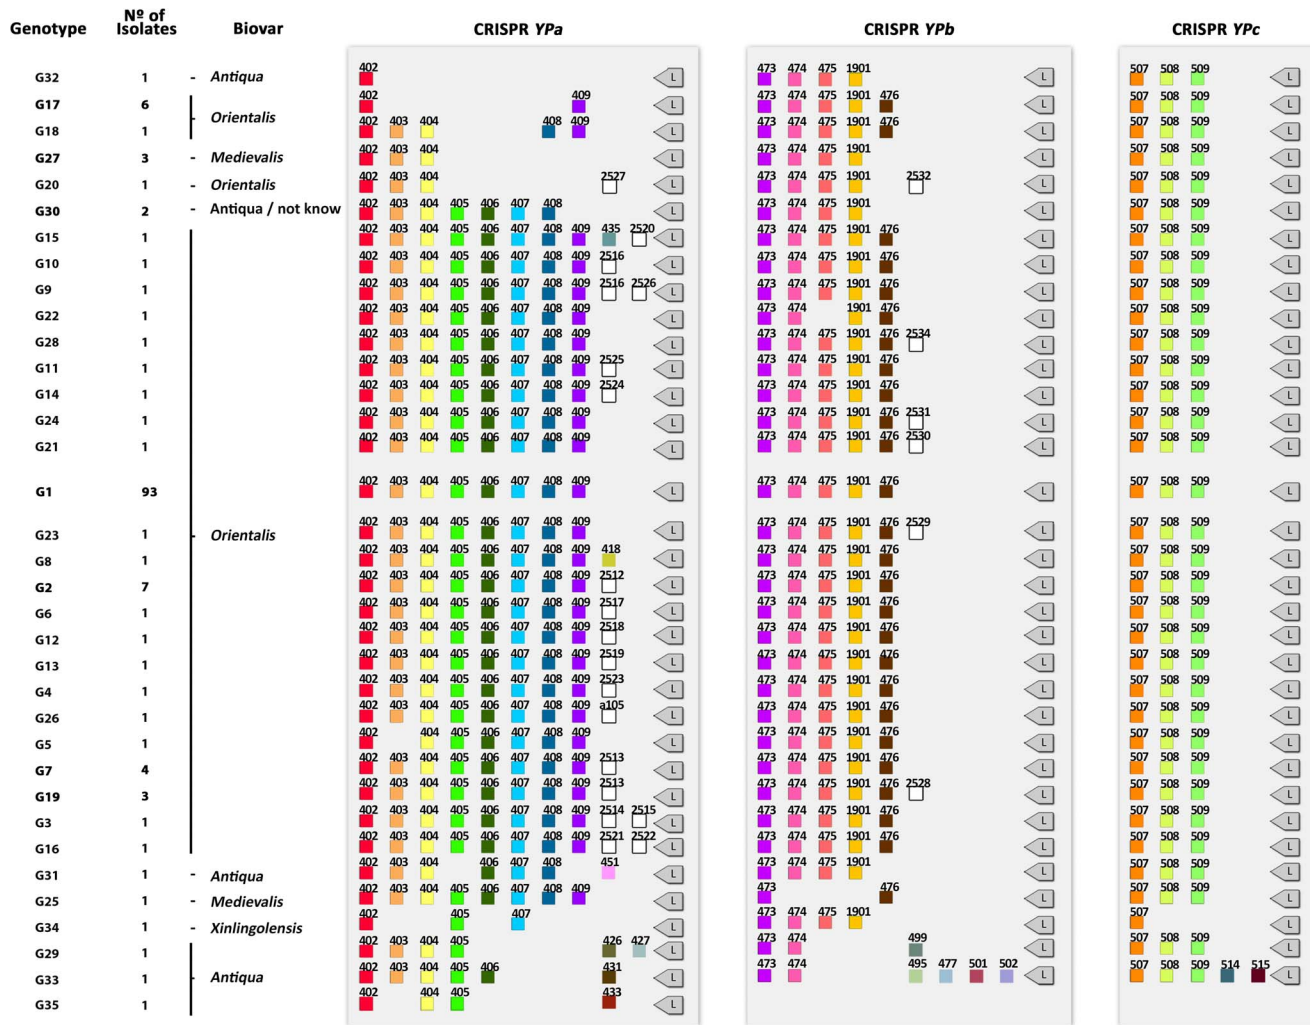 Genotype Nº of Isolates Biovar CRISPR YPa CRISPR YPb CRISPR YPc
G32 1 - Antiqua 402 L 473 474 475 1901 L 507 508 509 L
G17 6 402 409 L 473 474 475 1901 476 L 507 508 509 L
Orientalis
G18 1 402 403 404 408 409 L 473 474 475 1901 476 L 507 508 509 L
G27 3 - Medievalis 402 403 404 L 473 474 475 1901 L 507 508 509 L
G20 1 - Orientalis 402 403 404 2527 L 473 474 475 1901 2532 L 507 508 509 L
G30 2 - Antiqua / not know 402 403 404 405 406 407 408 L 473 474 475 1901 L 507 508 509 L
G15 1 402 403 404 405 406 407 408 409 435 2520 L 473 474 475 1901 476 L 507 508 509 L
G10 1 402 403 404 405 406 407 408 409 2516 L 473 474 475 1901 476 L 507 508 509 L
G9 1 402 403 404 405 406 407 408 409 2516 2526 L 473 474 475 1901 476 L 507 508 509 L
G22 1 402 403 404 405 406 407 408 409 L 473 474 1901 476 L 507 508 509 L
G28 1 402 403 404 405 406 407 408 409 L 473 474 475 1901 476 2534 L 507 508 509 L
G11 1 402 403 404 405 406 407 408 409 2525 L 473 474 475 1901 476 L 507 508 509 L
G14 1 402 403 404 405 406 407 408 409 2524 L 473 474 475 1901 476 L 507 508 509 L
G24 1 402 403 404 405 406 407 408 409 L 473 474 475 1901 476 2531 L 507 508 509 L
G21 1 402 403 404 405 406 407 408 409 L 473 474 475 1901 476 2530 L 507 508 509 L
G1 93 402 403 404 405 406 407 408 409 L 473 474 475 1901 476 L 507 508 509 L
G23 1 Orientalis 402 403 404 405 406 407 408 409 L 473 474 475 1901 476 2529 L 507 508 509 L
G8 1 402 403 404 405 406 407 408 409 418 L 473 474 475 1901 476 L 507 508 509 L
G2 7 402 403 404 405 406 407 408 409 2512 L 473 474 475 1901 476 L 507 508 509 L
G6 1 402 403 404 405 406 407 408 409 2517 L 473 474 475 1901 476 L 507 508 509 L
G12 1 402 403 404 405 406 407 408 409 2518 L 473 474 475 1901 476 L 507 508 509 L
G13 1 402 403 404 405 406 407 408 409 2519 L 473 474 475 1901 476 L 507 508 509 L
G4 1 402 403 404 405 406 407 408 409 2523 L 473 474 475 1901 476 L 507 508 509 L
G26 1 402 403 404 405 406 407 408 409 a105 L 473 474 475 1901 476 L 507 508 509 L
G5 1 402 404 405 406 407 408 409 L 473 474 475 1901 476 L 507 508 509 L
G7 4 402 403 404 405 406 407 408 409 2513 L 473 474 475 1901 476 L 507 508 509 L
G19 3 402 403 404 405 406 407 408 409 2513 L 473 474 475 1901 476 2528 L 507 508 509 L
G3 1 402 403 404 405 406 407 408 409 2514 2515 L 473 474 475 1901 476 L 507 508 509 L
G16 1 402 403 404 405 406 407 408 409 2521 2522 L 473 474 475 1901 476 L 507 508 509 L
G31 1 - Antiqua 402 403 404 406 407 408 451 L 473 474 475 1901 L 507 508 509 L
G25 1 - Medievalis 402 403 404 405 406 407 408 409 L 473 476 L 507 508 509 L
G34 1 - Xinlingolensis 402 405 407 L 473 474 475 1901 L 507 L
G29 1 402 403 404 405 426 427 L 473 474 499 L 507 508 509 L
G33 1 Antiqua 402 403 404 405 406 431 L 473 474 495 477 501 502 L 507 508 509 514 515 L
G35 1 402 404 405 433 L